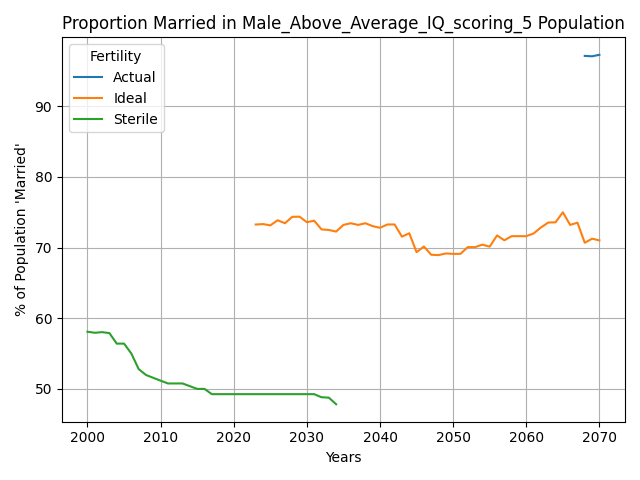 Proportion Married in Male_Above_Average_IQ_scoring_5 Population
Fertility
Actual
Ideal
Sterile
% of Population 'Married'
90
80
70
60
50
2000 2010 2020 2030 2040 2050 2060 2070
Years